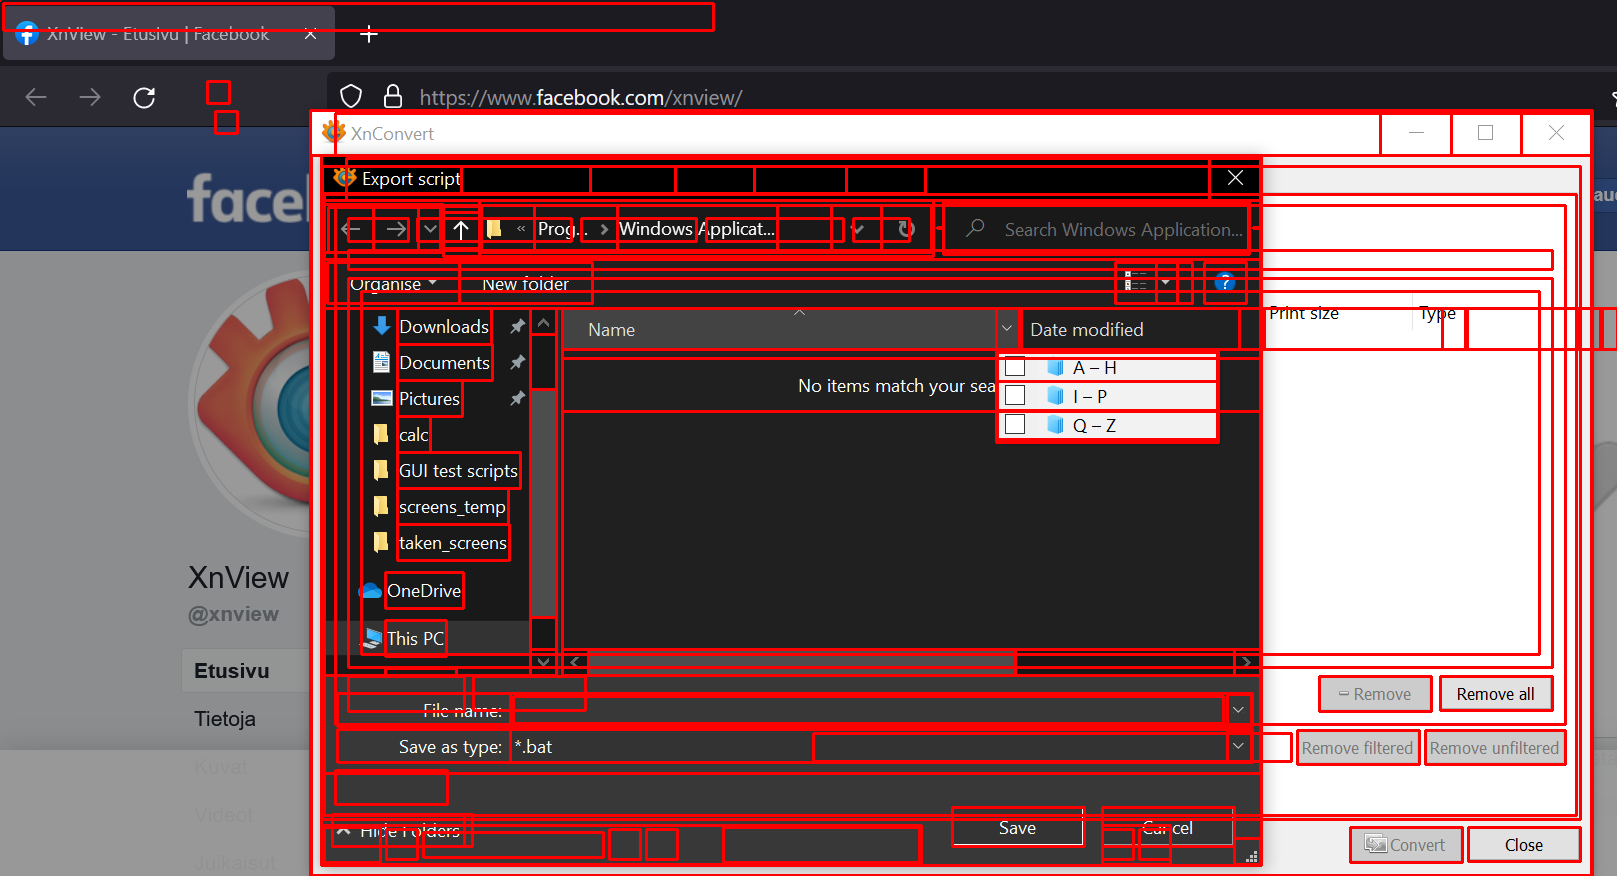 XnView - Etusivu | Facebook
https://www.facebook.com/xnview/
XnConvert
Export script
« Prog... > Windows Applicat...
Search Windows Application...
Organise
New folder
Print size
Type
Downloads
Documents
Pictures
calc
GUI test scripts
screens_temp
taken_screens
OneDrive
This PC
Name
Date modified
No items match your sea
A – H
I – P
Q – Z
facebook
XnView
@xnview
Etusivu
Tietoja
Kuvat
Videot
Julkaisut
Remove
Remove all
File name:
Save as type: *.bat
Remove filtered
Remove unfiltered
Hide Folders
Save
Cancel
Convert
Close